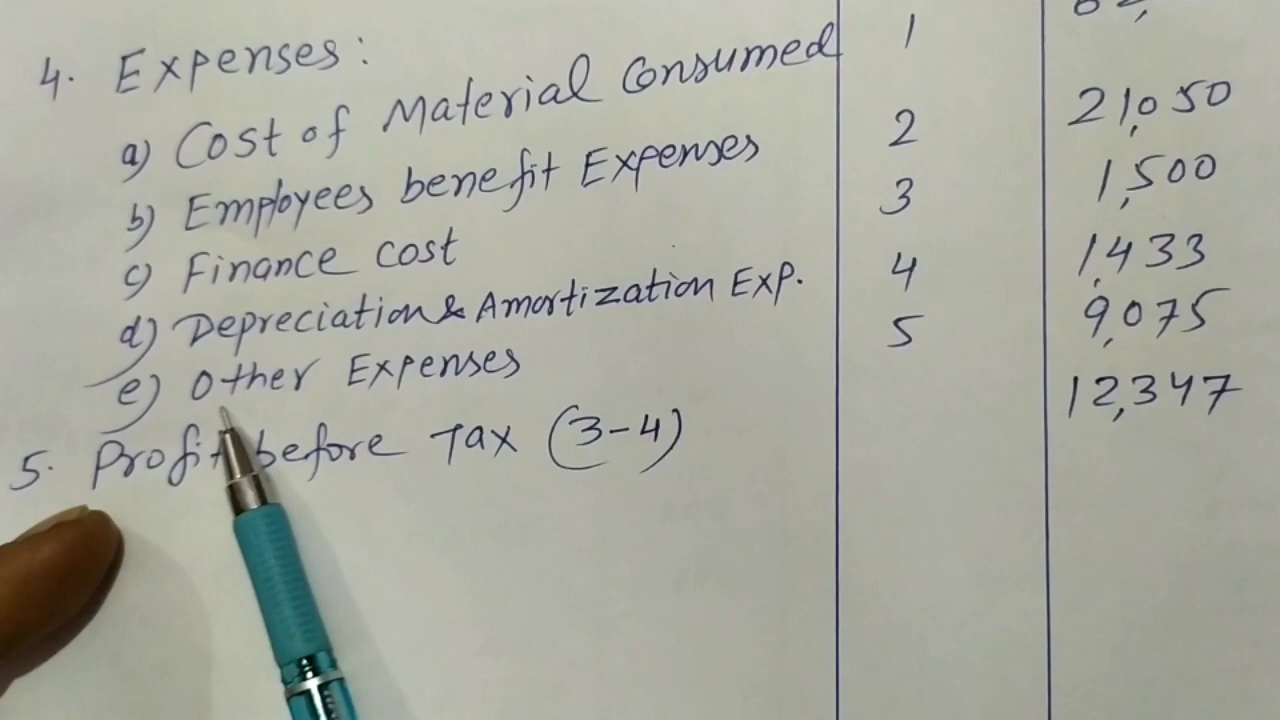 4. Expenses:
a) Cost of Material Consumed 1 21,050
b) Employees benefit Expenses 2 1,500
c) Finance cost 3 1,433
d) Depreciation & Amortization Exp. 4 9,075
e) Other Expenses 5 12,347
5. Profit before Tax (3-4)